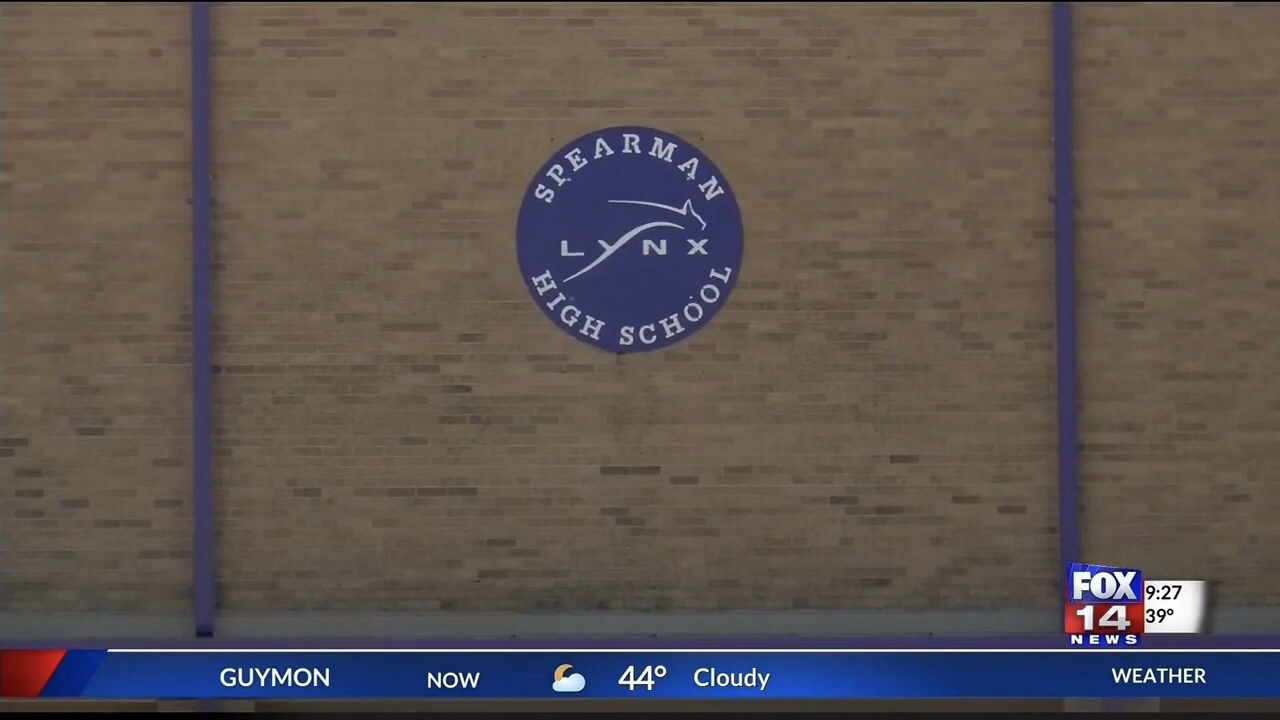 SPEARMAN
LYNX
HIGH SCHOOL
FOX
14
NEWS
9:27
39°
GUYMON NOW 44° Cloudy WEATHER